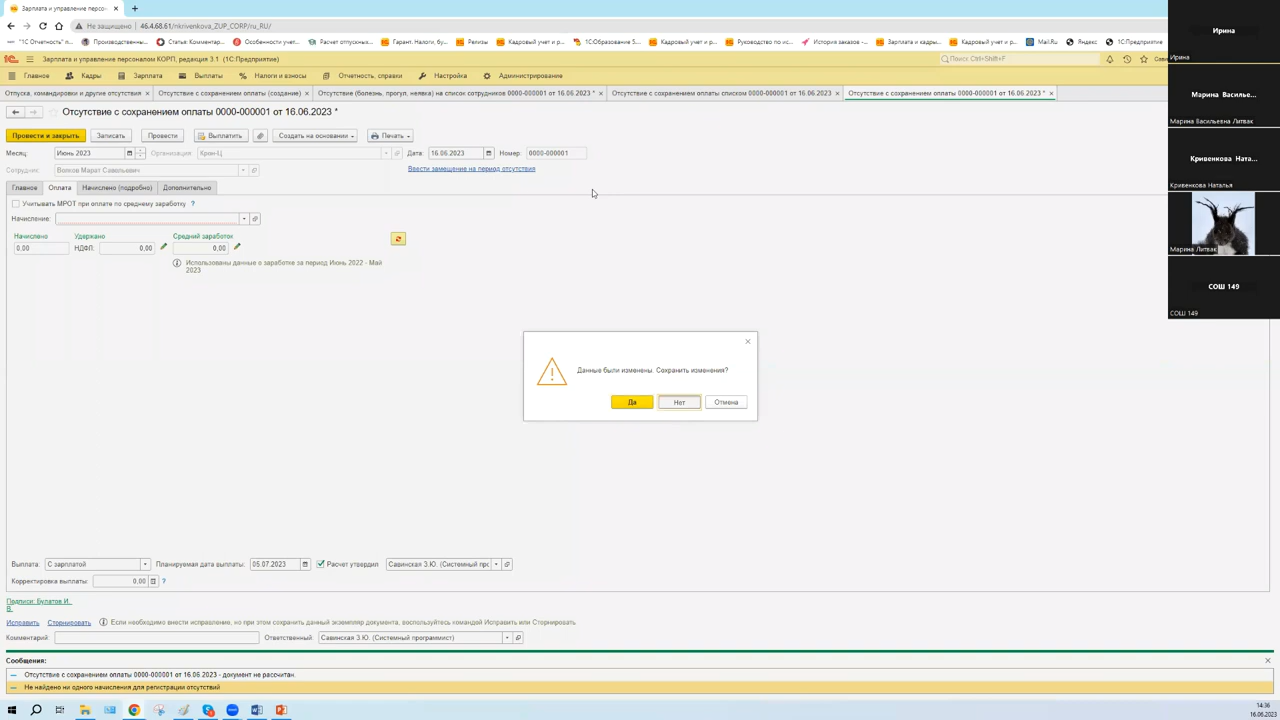 Зарплата и управление персо-
Не защищено
46.4.68.61/nkrivenkova_ZUP_CORP/ru_RU/
"1С Отчетность" п...
Производственны...
Статья: Комментар...
Особенности учет...
Расчет отпускных...
Гарант. Налоги, бу...
Релизы
Кадровый учет и р...
1С:Образование 5...
Кадровый учет и р...
Руководство по ис...
История заказов –...
Зарплата и кадры...
Кадровый учет и р...
Mail.Ru
Яндекс
1С:Предприятие
Зарплата и управление персоналом КОРП, редакция 3.1 (1С:Предприятие)
Поиск Ctrl+Shift+F
Главное
Кадры
Зарплата
Выплаты
Налоги и взносы
Отчетность, справки
Настройка
Администрирование
Отпуска, командировки и другие отсутствия ×
Отсутствие с сохранением оплаты (создание) ×
Отсутствие (болезнь, прогул, неявка) на список сотрудников 0000-000001 от 16.06.2023 * ×
Отсутствие с сохранением оплаты списком 0000-000001 от 16.06.2023 ×
Отсутствие с сохранением оплаты 0000-000001 от 16.06.2023 * ×
Отсутствие с сохранением оплаты 0000-000001 от 16.06.2023 *
Провести и закрыть
Записать
Провести
Выплатить
Создать на основании
Печать
Месяц: Июнь 2023
Организация: Крон-Ц
Дата: 16.06.2023
Номер: 0000-000001
Сотрудник: Волков Марат Савельевич
Ввести замещение на период отсутствия
Главное
Оплата
Начислено (подробно)
Дополнительно
Учитывать МРОТ при оплате по среднему заработку ?
Начисление:
Начислено
Удержано
Средний заработок
0,00
НДФЛ: 0,00
0,00
Использованы данные о заработке за период Июнь 2022 - Май
2023
Данные были изменены. Сохранить изменения?
Да
Нет
Отмена
Выплата: С зарплатой
Планируемая дата выплаты: 05.07.2023
Расчет утвердил
Савинская З.Ю. (Системный прс
Корректировка выплаты: 0,00 ?
Подписи: Булатов И.
В.
Исправить
Сторнировать
Если необходимо внести исправление, но при этом сохранить данный экземпляр документа, воспользуйтесь командой Исправить или Сторнировать
Комментарий:
Ответственный: Савинская З.Ю. (Системный программист)
Сообщения:
Отсутствие с сохранением оплаты 0000-000001 от 16.06.2023 - документ не рассчитан.
Не найдено ни одного начисления для регистрации отсутствий
Ирина
Ирина
Марина Василье...
Марина Васильевна Литвак
Кривенкова Ната...
Кривенкова Наталья
Марина Литвак
СОШ 149
СОШ 149
14:36
16.06.2023